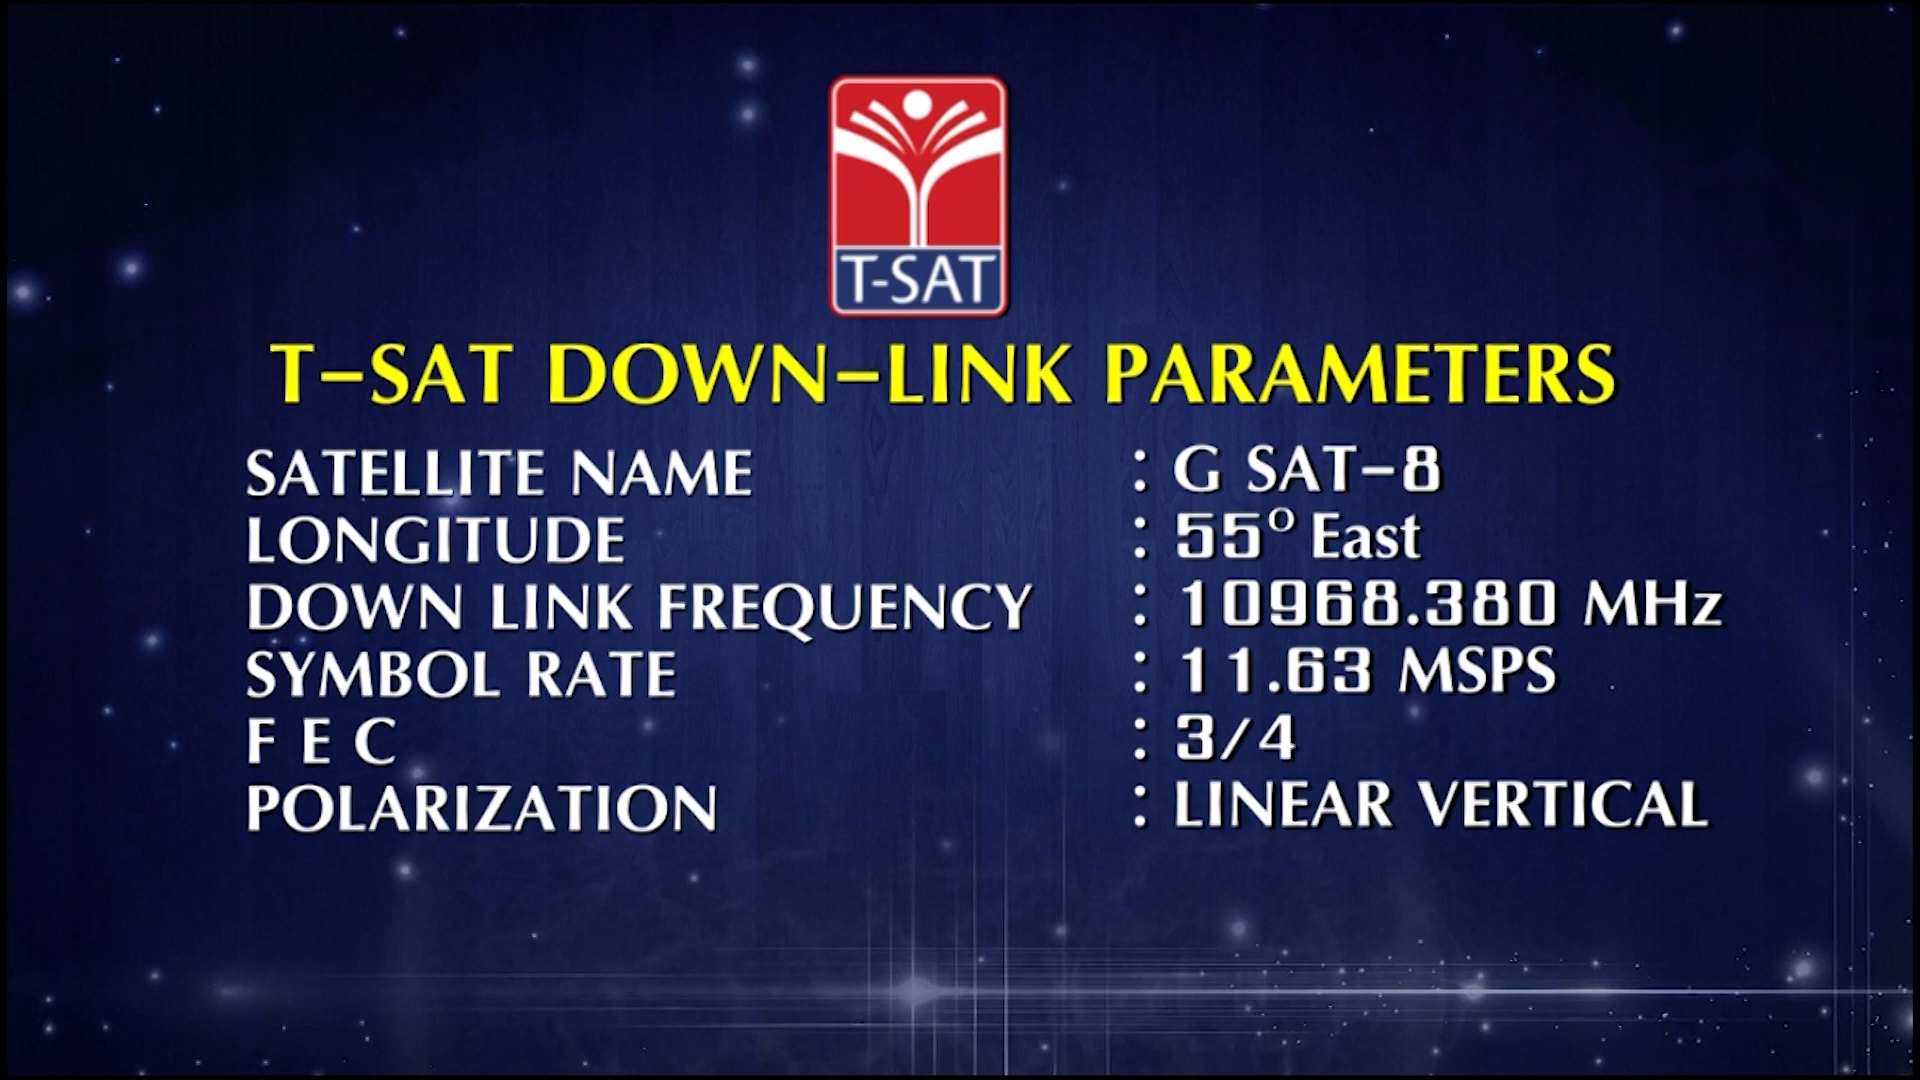 T-SAT
T-SAT DOWN-LINK PARAMETERS
SATELLITE NAME : G SAT-8
LONGITUDE : 55° East
DOWN LINK FREQUENCY : 10968.380 MHz
SYMBOL RATE : 11.63 MSPS
F E C : 3/4
POLARIZATION : LINEAR VERTICAL